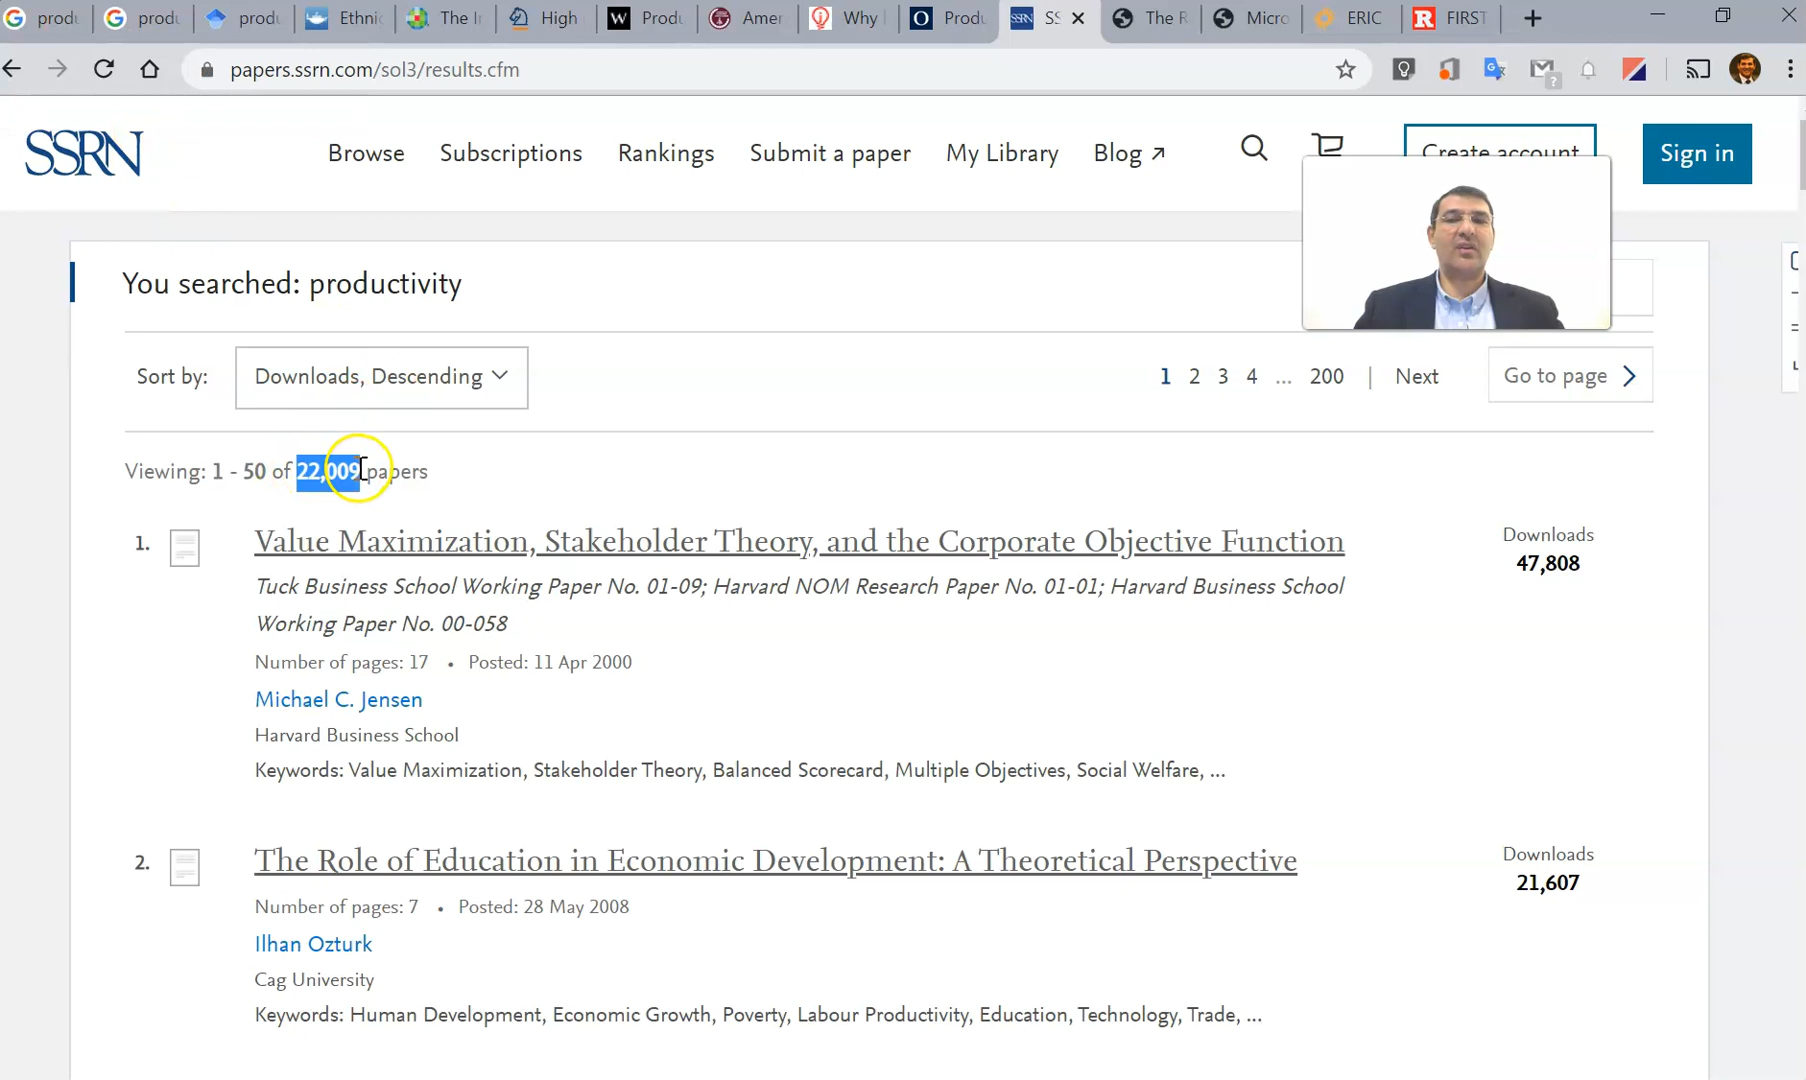 produ
produ
produ
Ethnic
The Ir
High
Produ
Amer
Why
Produ
SS
The R
Micro
ERIC
FIRST
papers.ssrn.com/sol3/results.cfm
SSRN
Browse
Subscriptions
Rankings
Submit a paper
My Library
Blog
Create account
Sign in
You searched: productivity
Sort by:
Downloads, Descending
1 2 3 4 ... 200 | Next
Go to page
Viewing: 1 - 50 of 22,009 papers
1.
Value Maximization, Stakeholder Theory, and the Corporate Objective Function
Downloads
47,808
Tuck Business School Working Paper No. 01-09; Harvard NOM Research Paper No. 01-01; Harvard Business School
Working Paper No. 00-058
Number of pages: 17 • Posted: 11 Apr 2000
Michael C. Jensen
Harvard Business School
Keywords: Value Maximization, Stakeholder Theory, Balanced Scorecard, Multiple Objectives, Social Welfare, ...
2.
The Role of Education in Economic Development: A Theoretical Perspective
Downloads
21,607
Number of pages: 7 • Posted: 28 May 2008
Ilhan Ozturk
Cag University
Keywords: Human Development, Economic Growth, Poverty, Labour Productivity, Education, Technology, Trade, ...